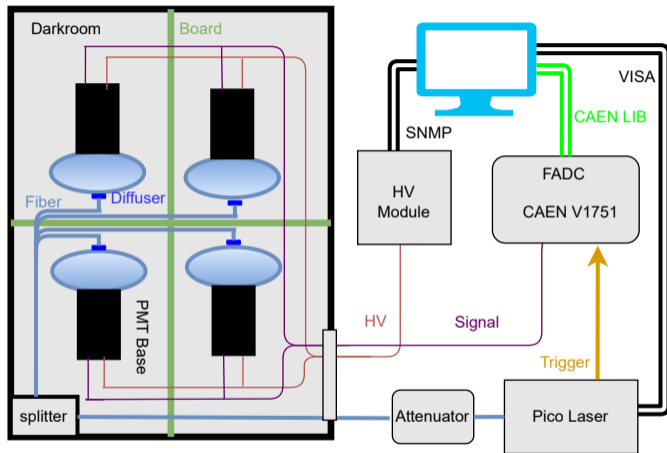 Darkroom
Board
VISA
SNMP
CAEN LIB
Fiber
Diffuser
HV
Module
FADC
CAEN V1751
PMT Base
HV
Signal
Trigger
splitter
Attenuator
Pico Laser